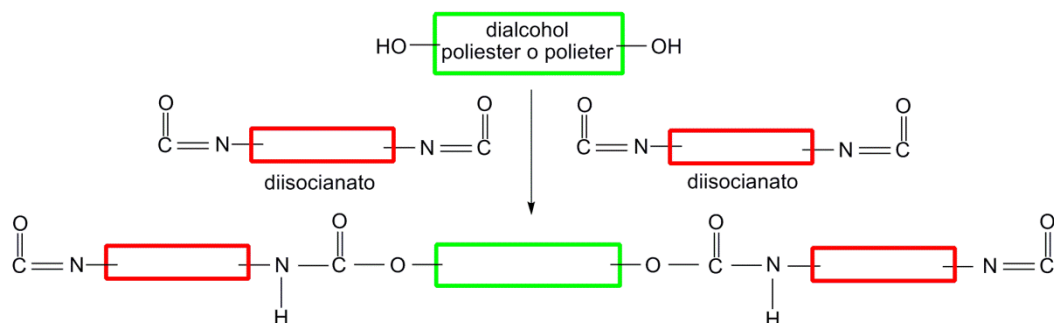 dialcohol
HO poliester o polieter OH
O O O O
C N N C C N N C
diisocianato diisocianato
O O O O
C N N C O O C N N C
H H